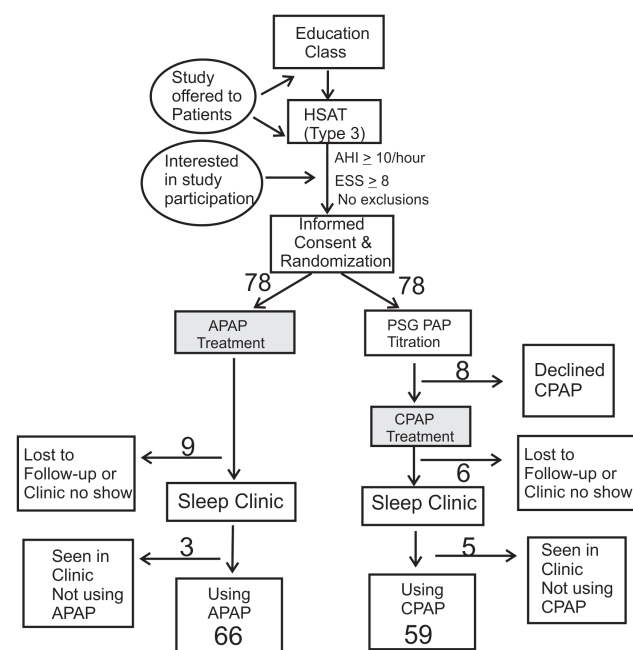 Education
Class
Study
offered to
Patients
HSAT
(Type 3)
Interested
in study
participation
AHI ≥ 10/hour
ESS ≥ 8
No exclusions
Informed
Consent &
Randomization
78
78
APAP
Treatment
PSG PAP
Titration
8
Declined
CPAP
CPAP
Treatment
9
Lost to
Follow-up or
Clinic no show
6
Lost to
Follow-up or
Clinic no show
Sleep Clinic
Sleep Clinic
3
Seen in
Clinic
Not using
APAP
5
Seen in
Clinic
Not using
CPAP
Using
APAP
66
Using
CPAP
59